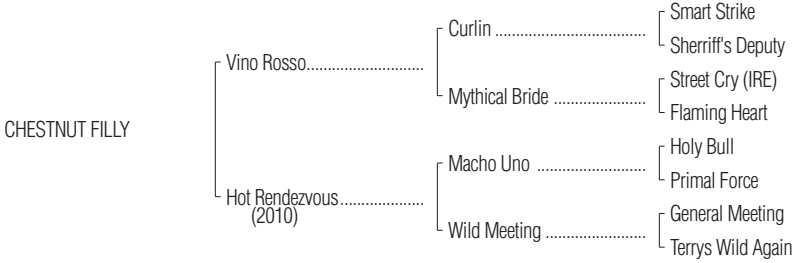 Smart Strike
Curlin ....................................
Sherriff's Deputy
Vino Rosso...........................
Street Cry (IRE)
Mythical Bride ......................
Flaming Heart
CHESTNUT FILLY
Holy Bull
Macho Uno ..........................
Primal Force
Hot Rendezvous....................
(2010)
General Meeting
Wild Meeting ........................
Terrys Wild Again